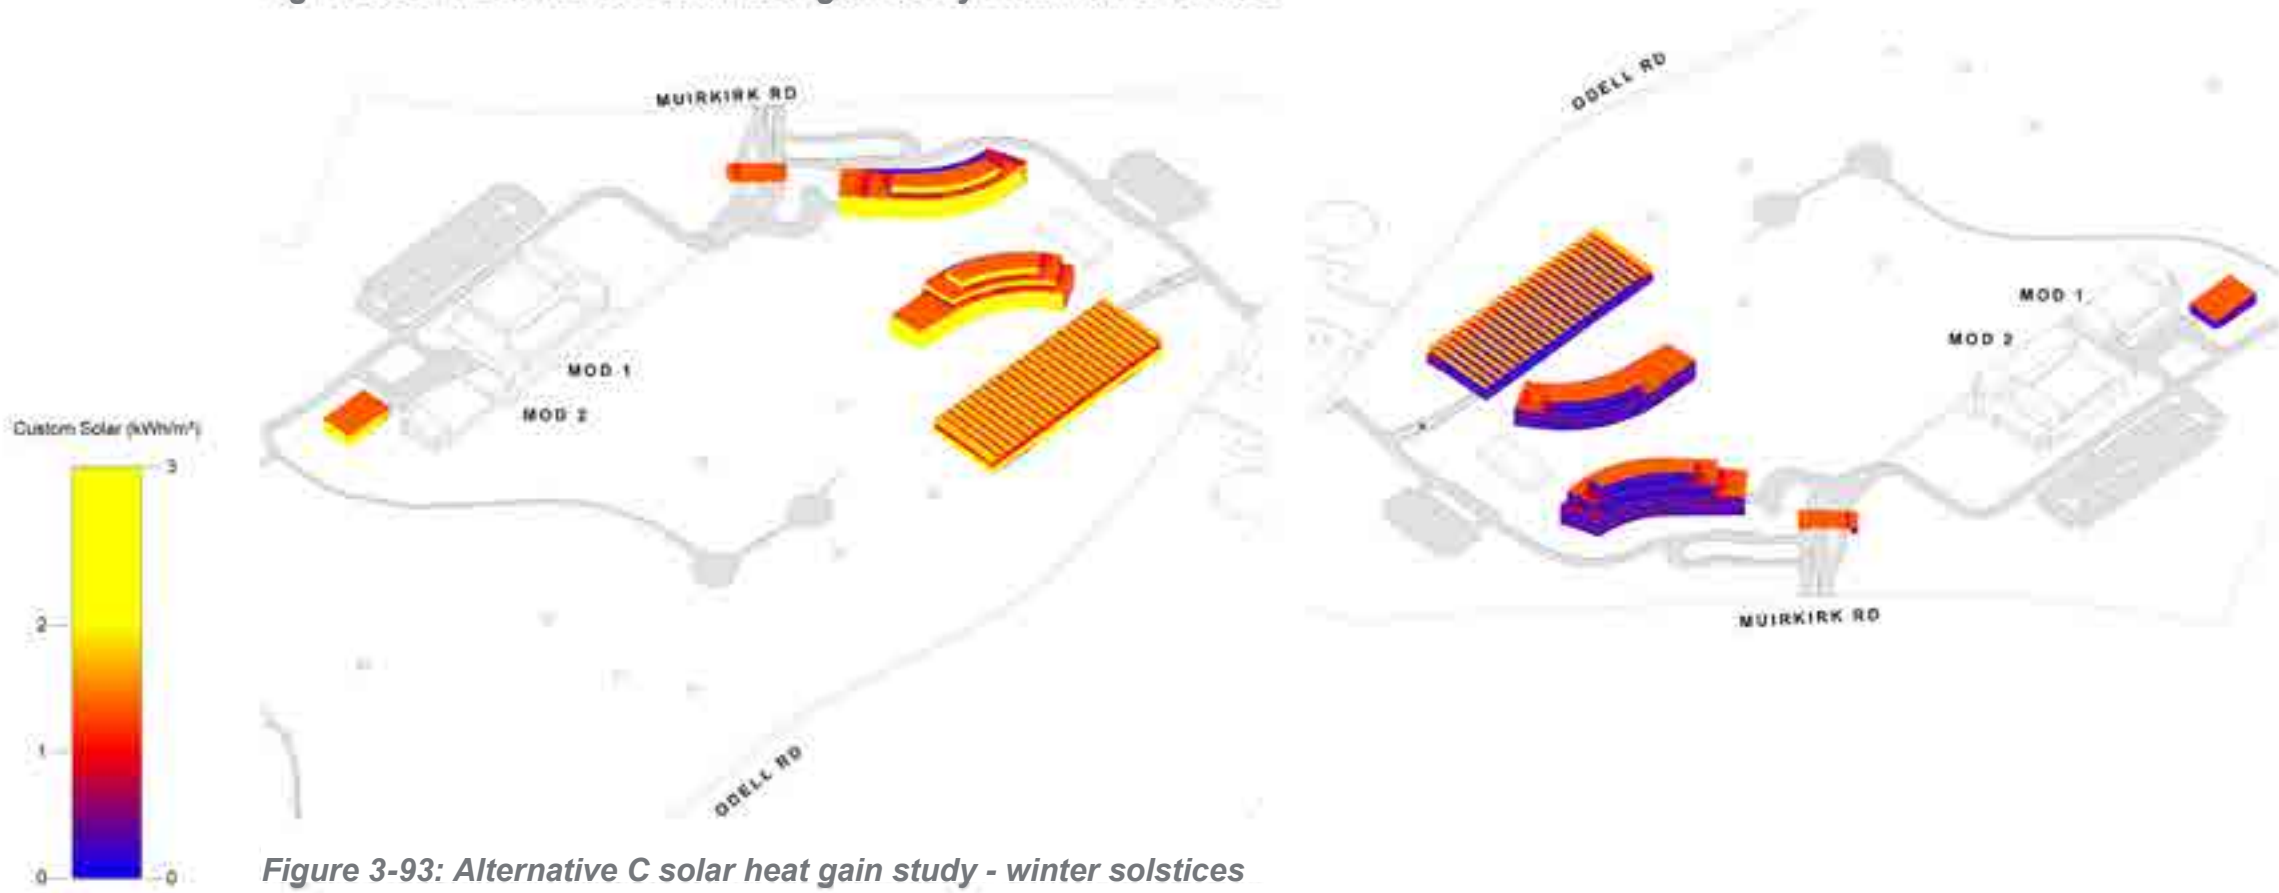 MUIRKIRK RD
MOD 1
MOD 2
ODELL RD
ODELL RD
MOD 1
MOD 2
MUIRKIRK RD
Custom Solar (kWh/m²)
3
2
1
0
0
Figure 3-93: Alternative C solar heat gain study - winter solstices